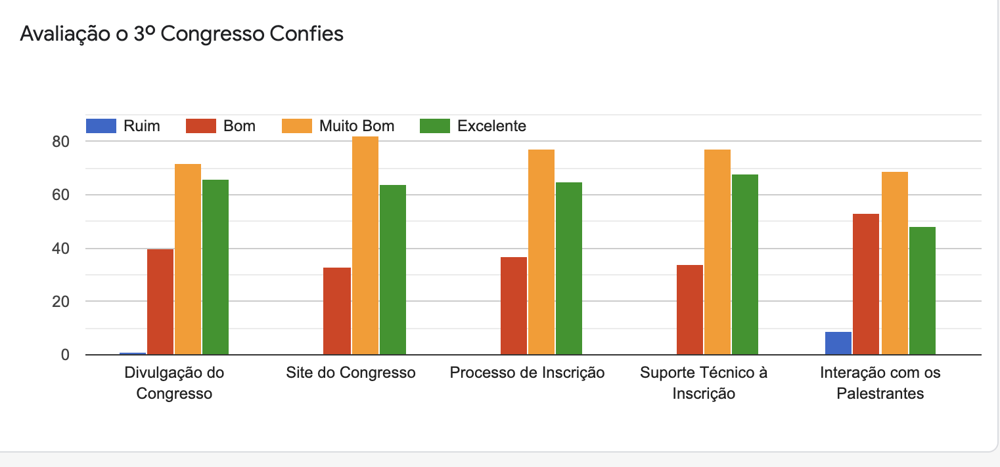 Avaliação o 3º Congresso Confies
Ruim Bom Muito Bom Excelente
80
60
40
20
0
Divulgação do Congresso
Site do Congresso
Processo de Inscrição
Suporte Técnico à Inscrição
Interação com os Palestrantes